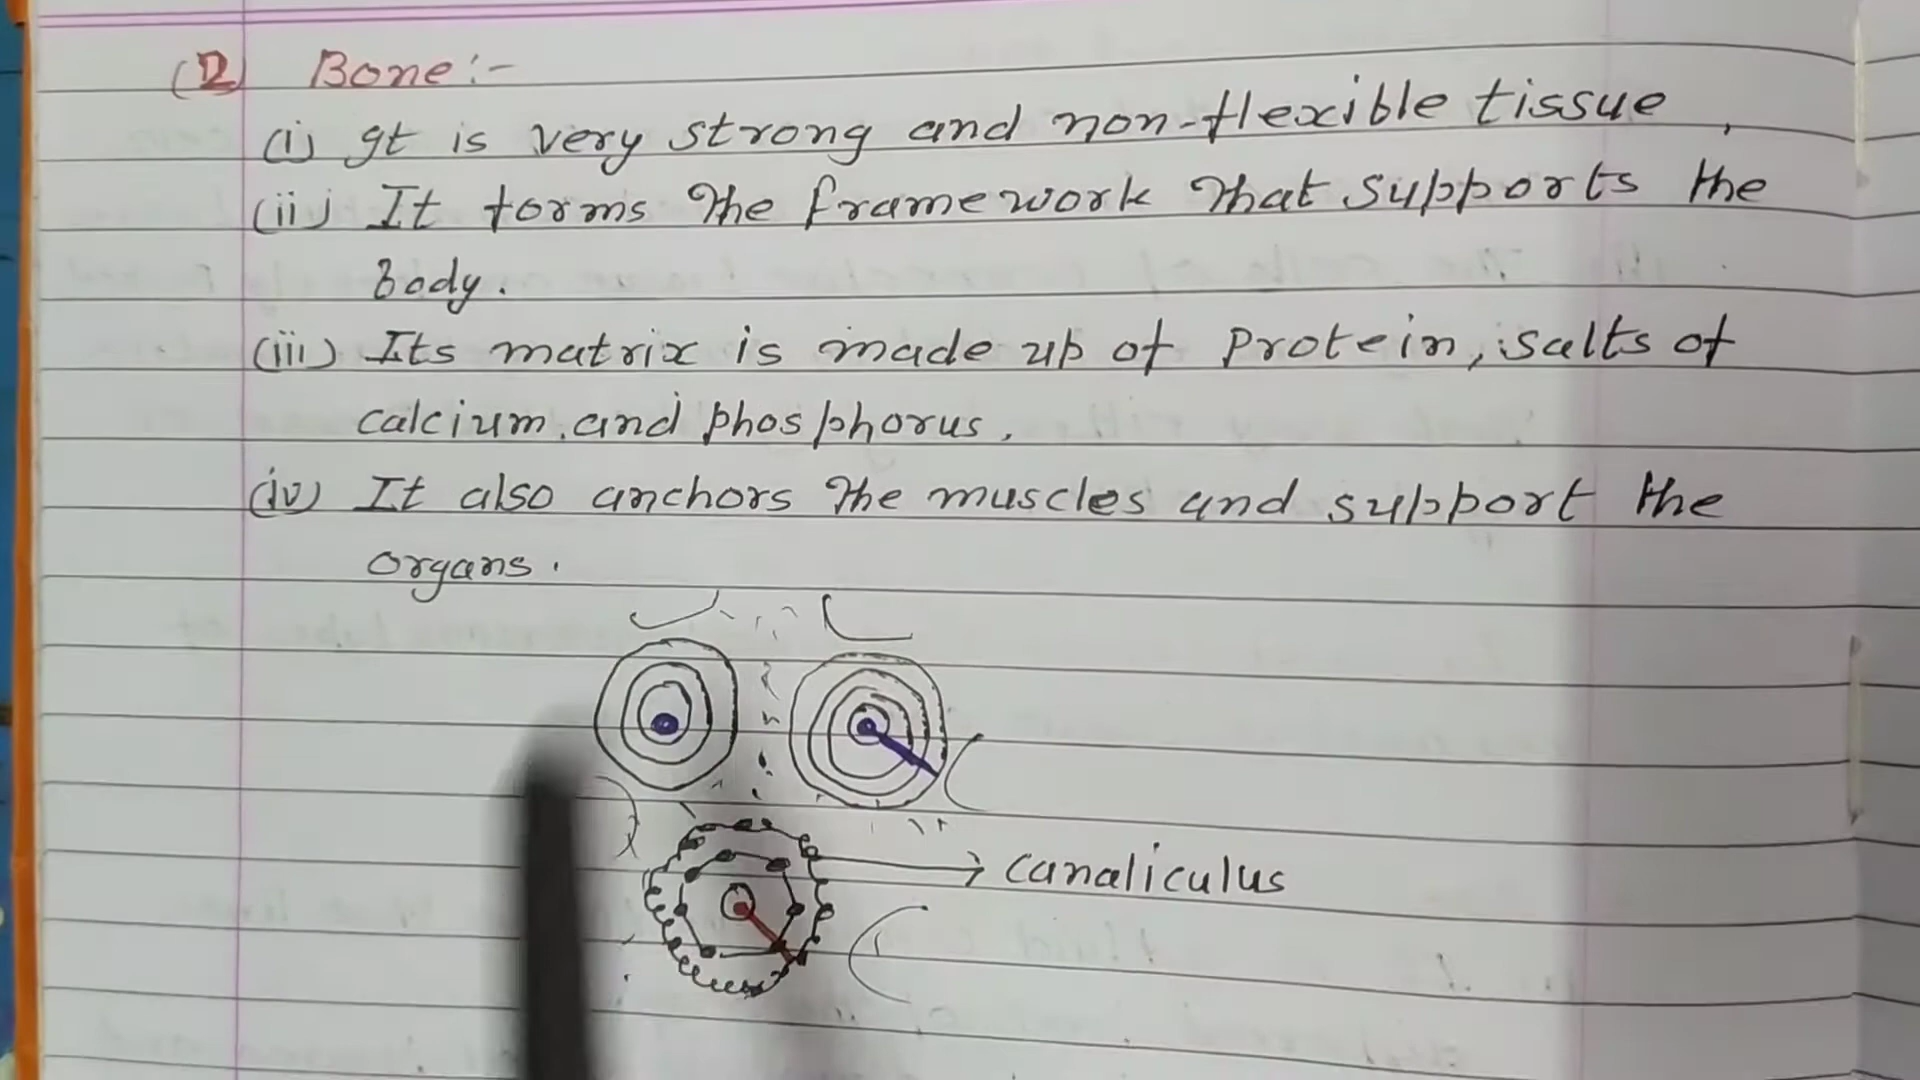 (2) Bone:-
(i) It is very strong and non-flexible tissue,
(ii) It forms the framework that supports the
Body.
(iii) Its matrix is made up of Protein, salts of
calcium, and phosphorus.
(iv) It also anchors the muscles and support the
organs.
canaliculus